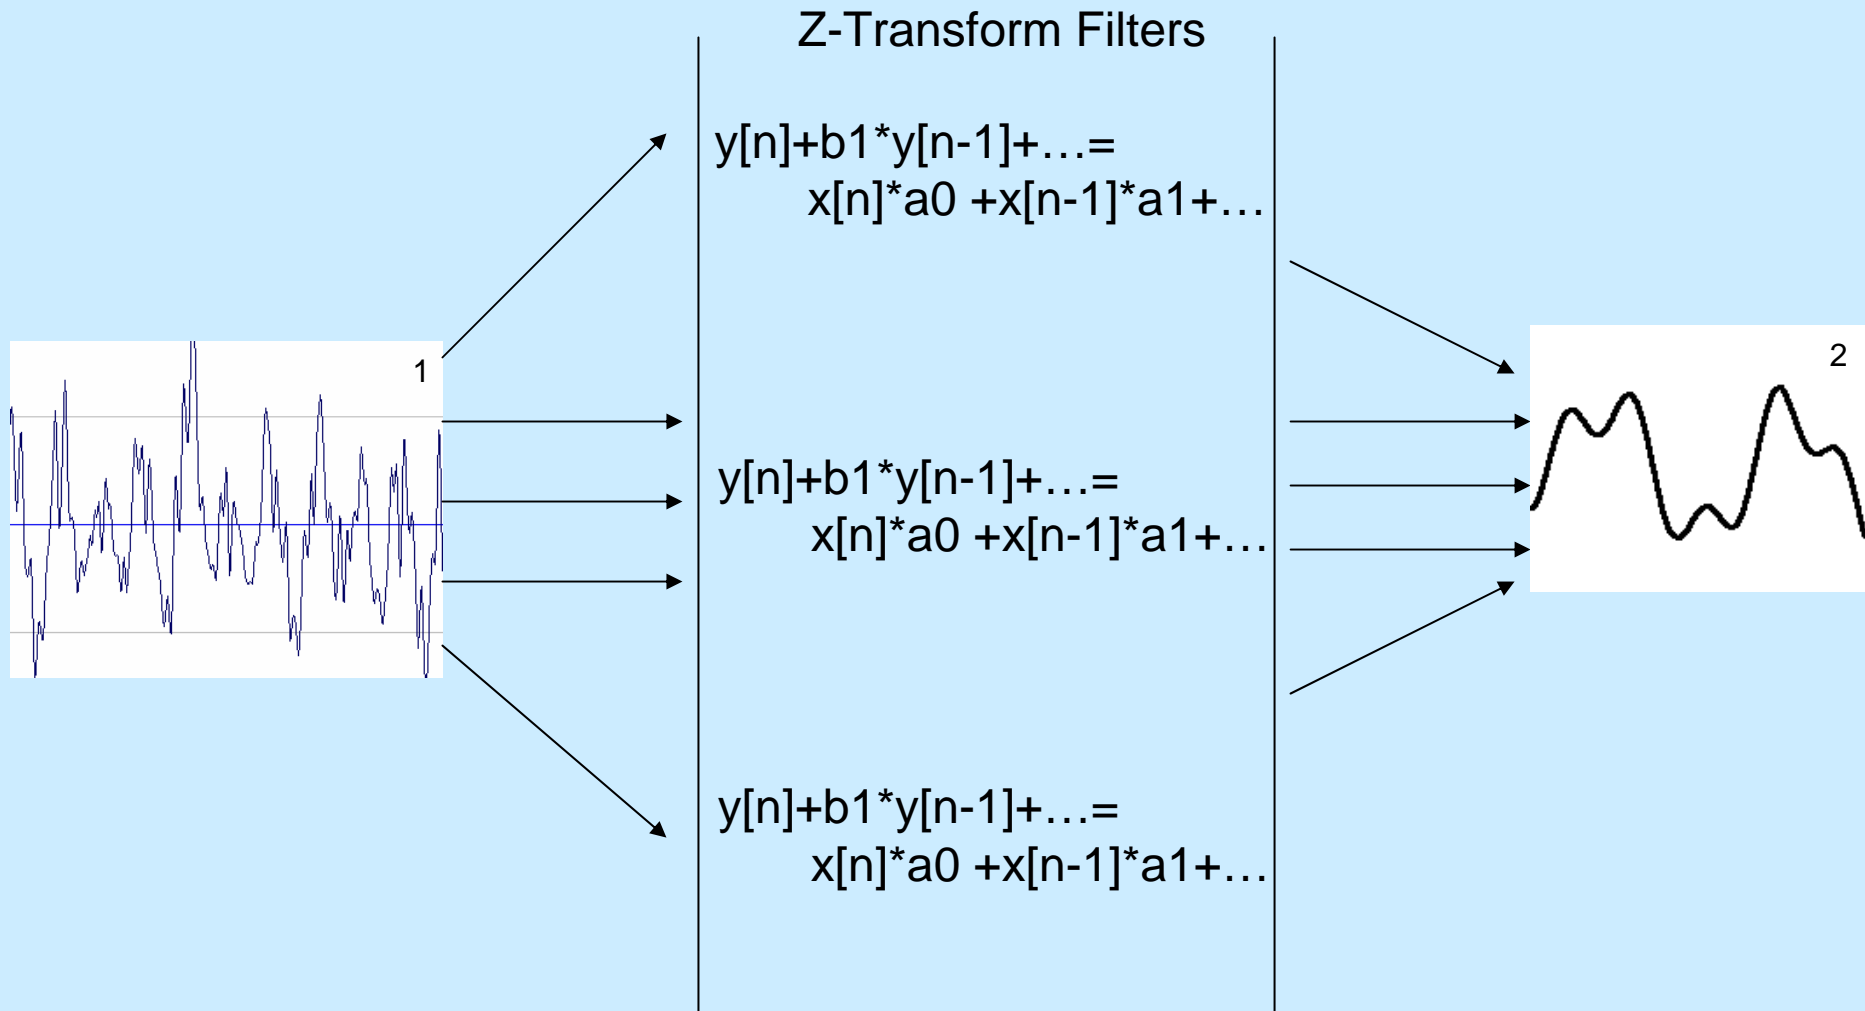 Z-Transform Filters
y[n]+b1*y[n-1]+…=
x[n]*a0 +x[n-1]*a1+…
1
2
y[n]+b1*y[n-1]+…=
x[n]*a0 +x[n-1]*a1+…
y[n]+b1*y[n-1]+…=
x[n]*a0 +x[n-1]*a1+…